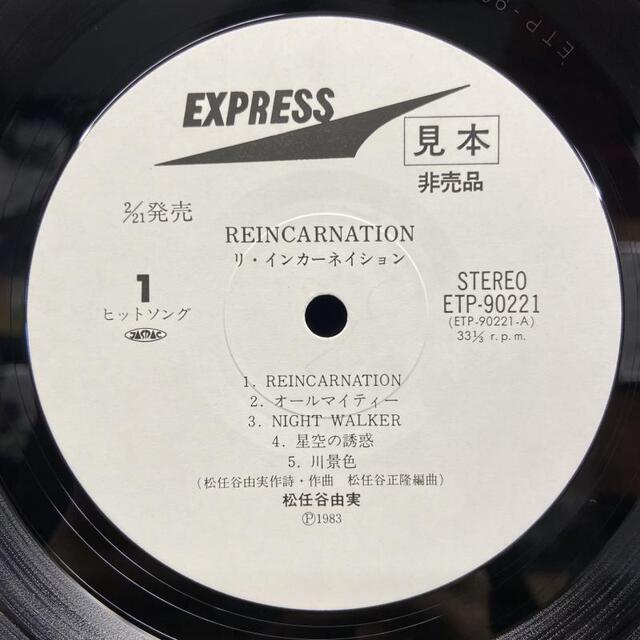 ETP-90
EXPRESS
見本
非売品
2/21発売
REINCARNATION
リ・インカーネイション
1
ヒットソング
JASRAC
STEREO
ETP-90221
(ETP-90221-A)
33⅓ r.p.m.
1. REINCARNATION
2. オールマイティー
3. NIGHT WALKER
4. 星空の誘惑
5. 川景色
(松任谷由実作詩・作曲 松任谷正隆編曲)
松任谷由実
Ⓟ1983